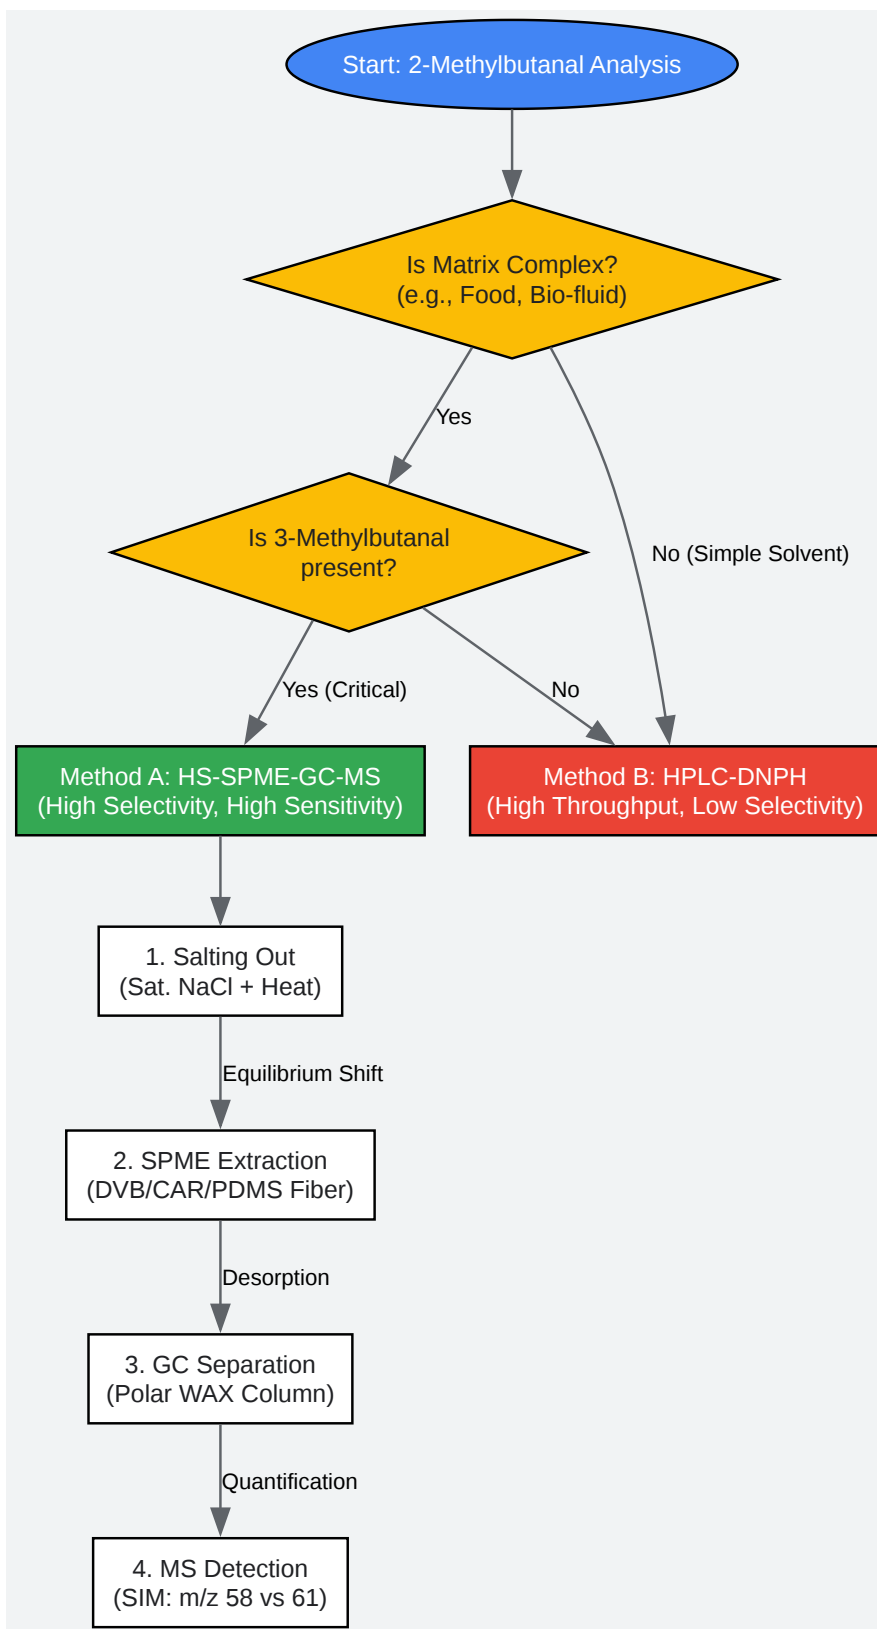 Start: 2-Methylbutanal Analysis
Is Matrix Complex?
(e.g., Food, Bio-fluid)
Yes
No (Simple Solvent)
Is 3-Methylbutanal
present?
Yes (Critical)
No
Method A: HS-SPME-GC-MS
(High Selectivity, High Sensitivity)
Method B: HPLC-DNPH
(High Throughput, Low Selectivity)
1. Salting Out
(Sat. NaCl + Heat)
Equilibrium Shift
2. SPME Extraction
(DVB/CAR/PDMS Fiber)
Desorption
3. GC Separation
(Polar WAX Column)
Quantification
4. MS Detection
(SIM: m/z 58 vs 61)